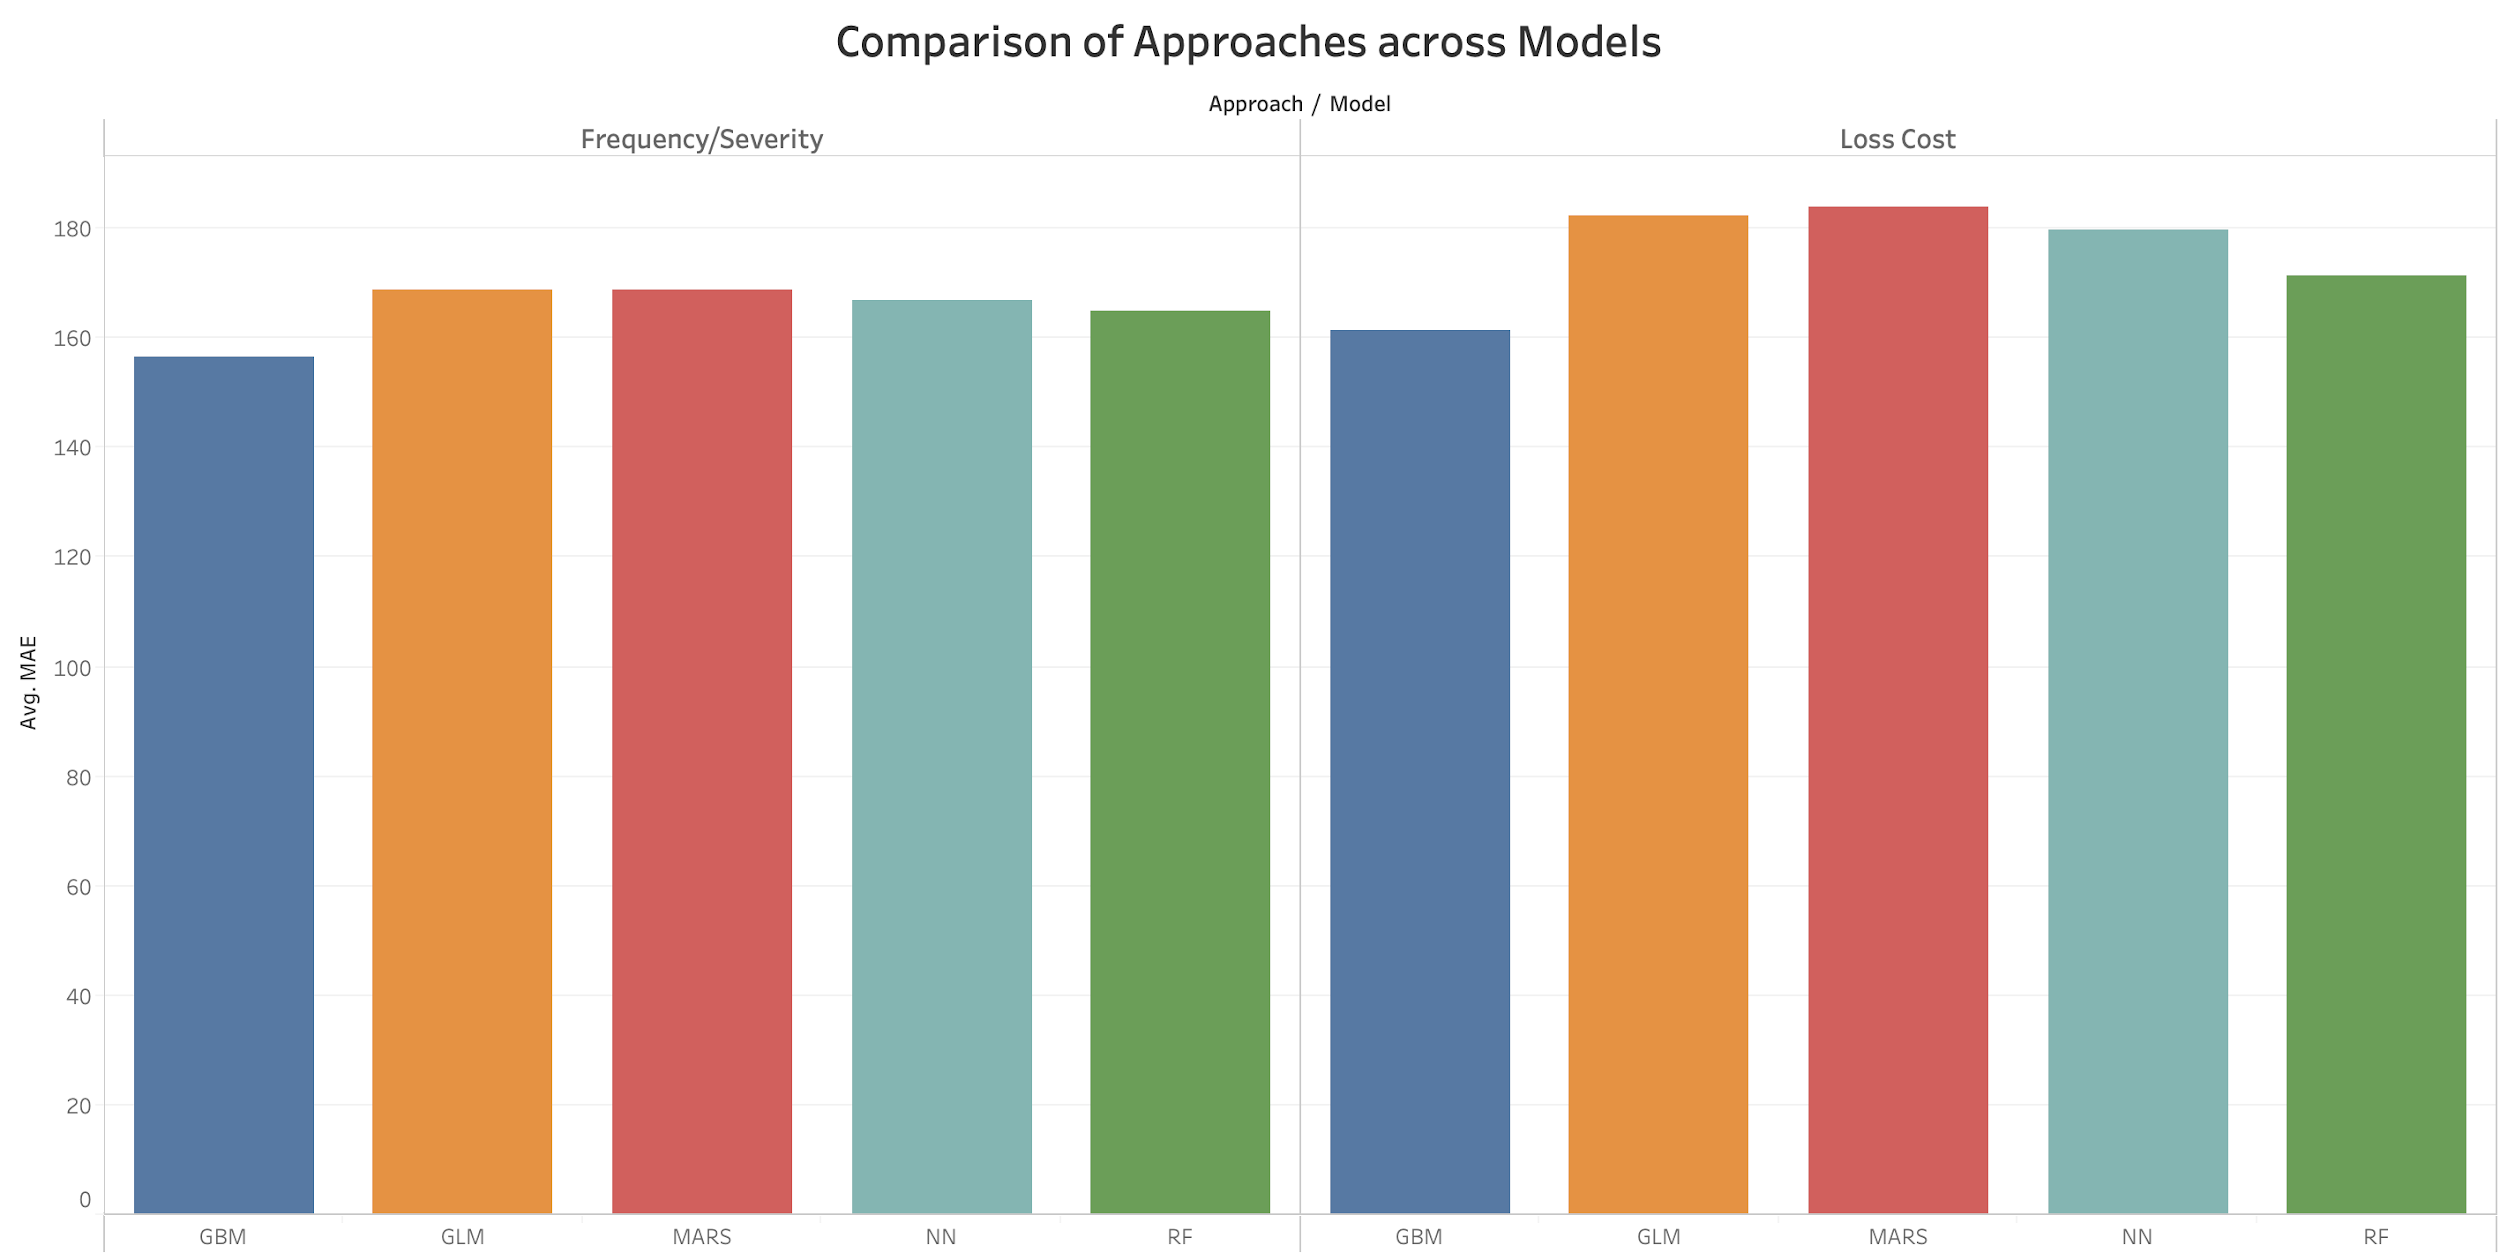 Comparison of Approaches across Models
Approach / Model
Frequency/Severity
Loss Cost
Avg. MAE
180
160
140
120
100
80
60
40
20
0
GBM
GLM
MARS
NN
RF
GBM
GLM
MARS
NN
RF